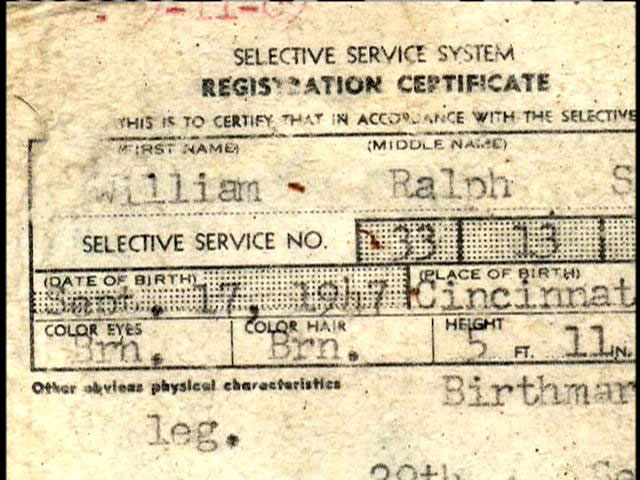 SELECTIVE SERVICE SYSTEM
REGISTRATION CERTIFICATE
THIS IS TO CERTIFY THAT IN ACCORDANCE WITH THE SELECTIVE
(FIRST NAME) (MIDDLE NAME)
William Ralph S
SELECTIVE SERVICE NO. 33 13
(DATE OF BIRTH) (PLACE OF BIRTH)
Sept. 17, 1947 Cincinnat
COLOR EYES COLOR HAIR HEIGHT
Brn. Brn. 5 FT. 11 IN.
Other obvious physical characteristics
Birthmar
leg.
29th Se